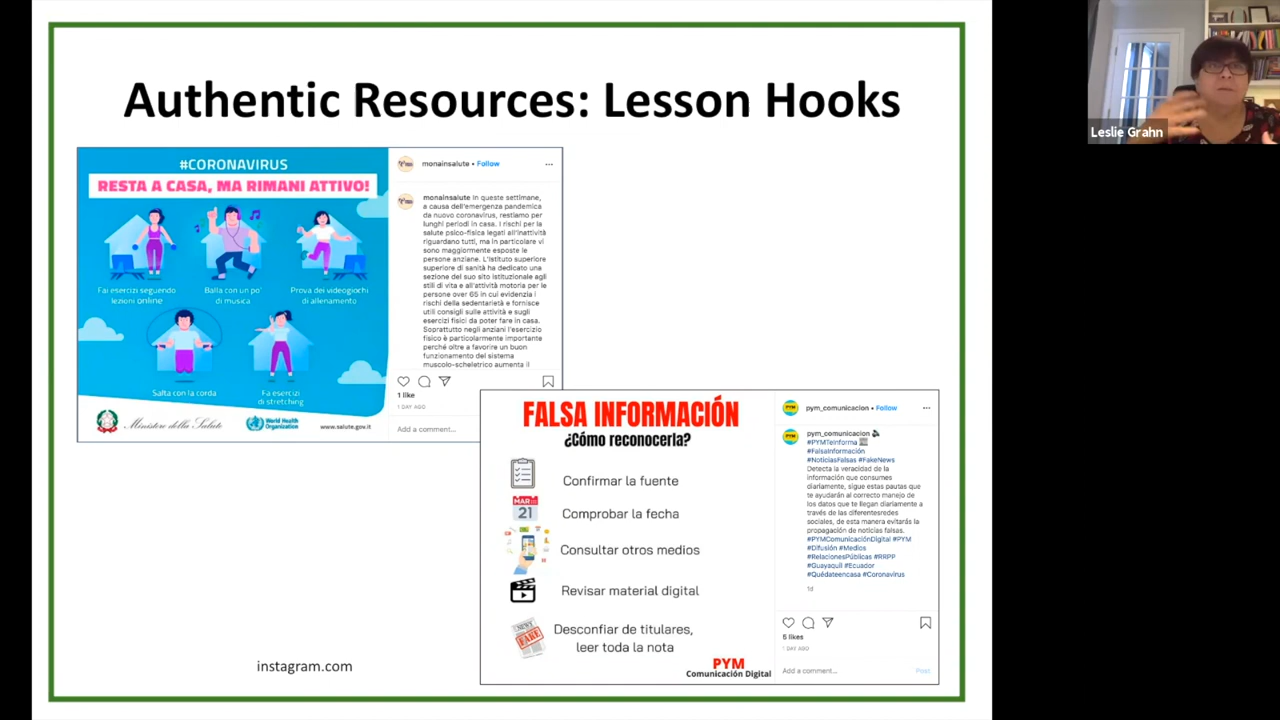 Authentic Resources: Lesson Hooks
Leslie Grahn
#CORONAVIRUS
RESTA A CASA, MA RIMANI ATTIVO!
Fai esercizi seguendo
lezioni online
Balla con un po'
di musica
Prova dei videogiochi
di allenamento
Salta con la corda
Fa esercizi
di stretching
Ministero della Salute
World Health
Organization
www.salute.gov.it
monainsalute • Follow
monainsalute In queste settimane,
a causa dell'emergenza pandemica
da nuovo coronavirus, restiamo per
lunghi periodi in casa. I rischi per la
salute psico-fisica legati all'inattività
riguardano tutti, ma in particolare vi
sono maggiormente esposte le
persone anziane. L'Istituto superiore
superiore di sanità ha dedicato una
sezione del suo sito istituzionale agli
stili di vita e all'attività motoria per le
persone over 65 in cui evidenzia i
rischi della sedentarietà e fornisce
utili consigli sulle attività e sugli
esercizi fisici da poter fare in casa.
Soprattutto negli anziani l'esercizio
fisico è particolarmente importante
perché oltre a favorire un buon
funzionamento del sistema
muscolo-scheletrico aumenta il
1 like
1 DAY AGO
Add a comment...
FALSA INFORMACIÓN
¿Cómo reconocerla?
Confirmar la fuente
MAR
21
Comprobar la fecha
Consultar otros medios
Revisar material digital
NEWS
FAKE
Desconfiar de titulares,
leer toda la nota
PYM
Comunicación Digital
PYM
pym_comunicacion • Follow
PYM
pym_comunicacion
#PYMTeInforma
#FalsaInformación
#NoticiasFalsas #FakeNews
Detecta la veracidad de la
información que consumes
diariamente, sigue estas pautas que
te ayudarán al correcto manejo de
los datos que te llegan diariamente a
través de las diferentesredes
sociales, de esta manera evitarás la
propagación de noticias falsas.
#PYMComunicaciónDigital #PYM
#Difusión #Medios
#RelacionesPúblicas #RRPP
#Guayaquil #Ecuador
#Quédateencasa #Coronavirus
1d
5 likes
1 DAY AGO
Add a comment...
Post
instagram.com